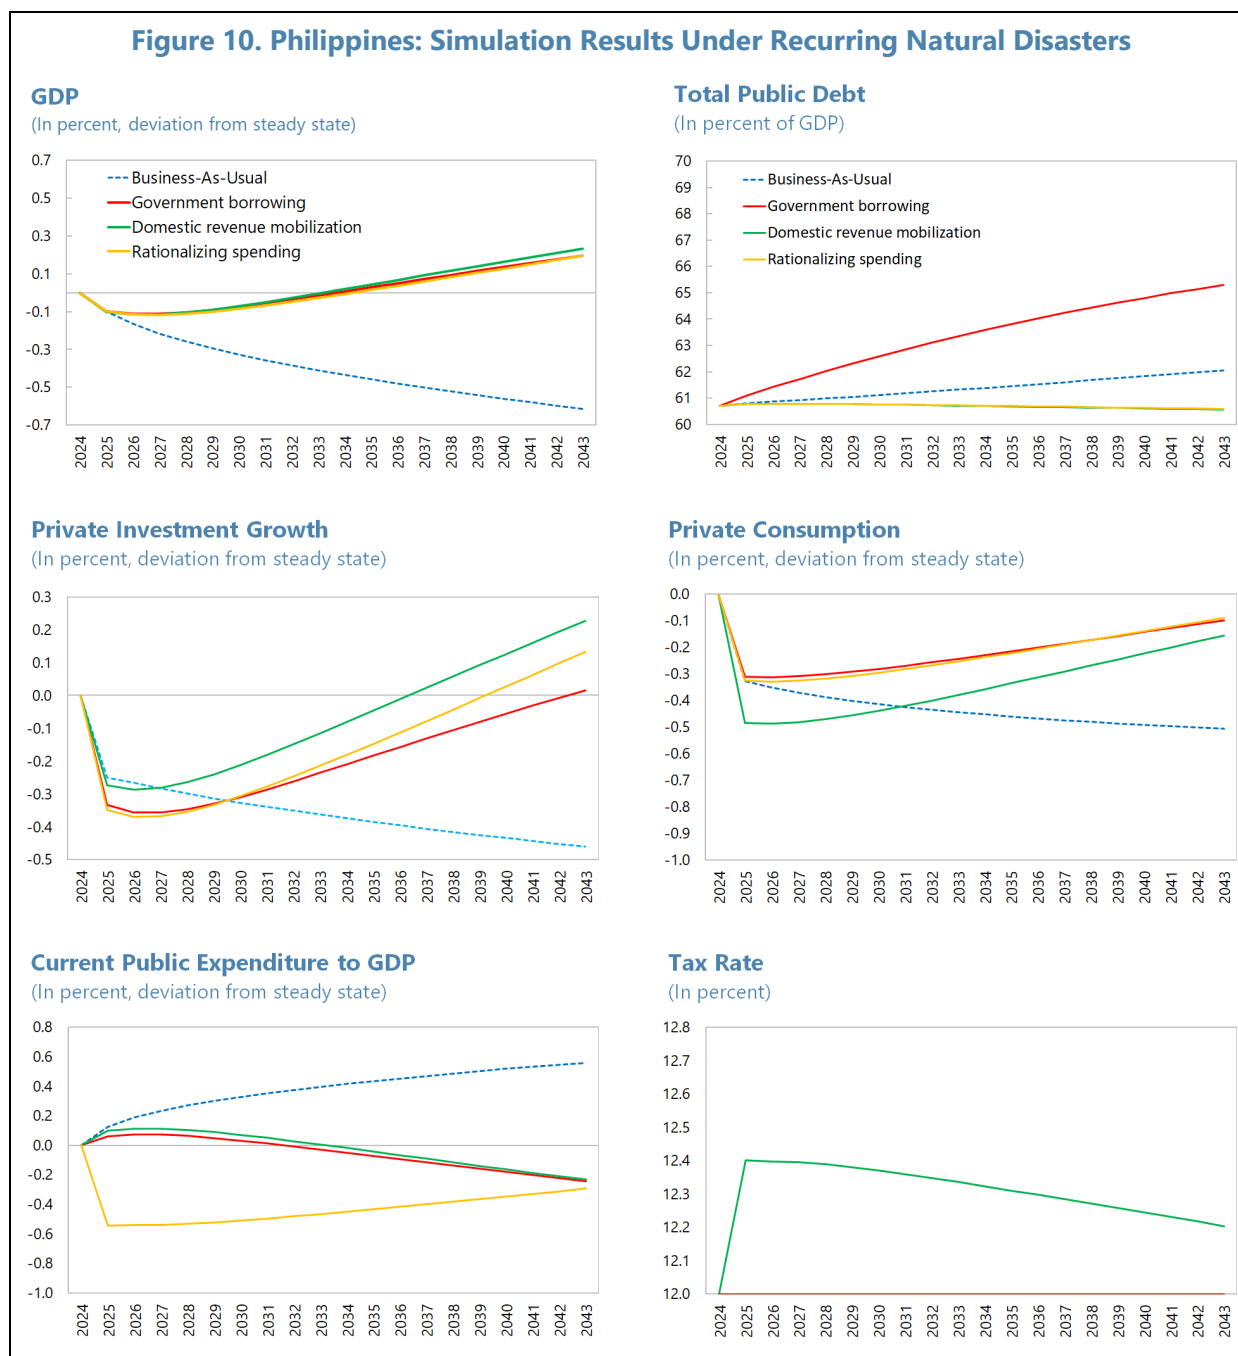 Figure 10. Philippines: Simulation Results Under Recurring Natural Disasters
GDP
(In percent, deviation from steady state)
0.7
0.5
0.3
0.1
-0.1
-0.3
-0.5
-0.7
Business-As-Usual
Government borrowing
Domestic revenue mobilization
Rationalizing spending
2024 2025 2026 2027 2028 2029 2030 2031 2032 2033 2034 2035 2036 2037 2038 2039 2040 2041 2042 2043
Total Public Debt
(In percent of GDP)
70
69
68
67
66
65
64
63
62
61
60
Business-As-Usual
Government borrowing
Domestic revenue mobilization
Rationalizing spending
2024 2025 2026 2027 2028 2029 2030 2031 2032 2033 2034 2035 2036 2037 2038 2039 2040 2041 2042 2043
Private Investment Growth
(In percent, deviation from steady state)
0.3
0.2
0.1
0.0
-0.1
-0.2
-0.3
-0.4
-0.5
2024 2025 2026 2027 2028 2029 2030 2031 2032 2033 2034 2035 2036 2037 2038 2039 2040 2041 2042 2043
Private Consumption
(In percent, deviation from steady state)
0.0
-0.1
-0.2
-0.3
-0.4
-0.5
-0.6
-0.7
-0.8
-0.9
-1.0
2024 2025 2026 2027 2028 2029 2030 2031 2032 2033 2034 2035 2036 2037 2038 2039 2040 2041 2042 2043
Current Public Expenditure to GDP
(In percent, deviation from steady state)
0.8
0.6
0.4
0.2
0.0
-0.2
-0.4
-0.6
-0.8
-1.0
2024 2025 2026 2027 2028 2029 2030 2031 2032 2033 2034 2035 2036 2037 2038 2039 2040 2041 2042 2043
Tax Rate
(In percent)
12.8
12.7
12.6
12.5
12.4
12.3
12.2
12.1
12.0
2024 2025 2026 2027 2028 2029 2030 2031 2032 2033 2034 2035 2036 2037 2038 2039 2040 2041 2042 2043